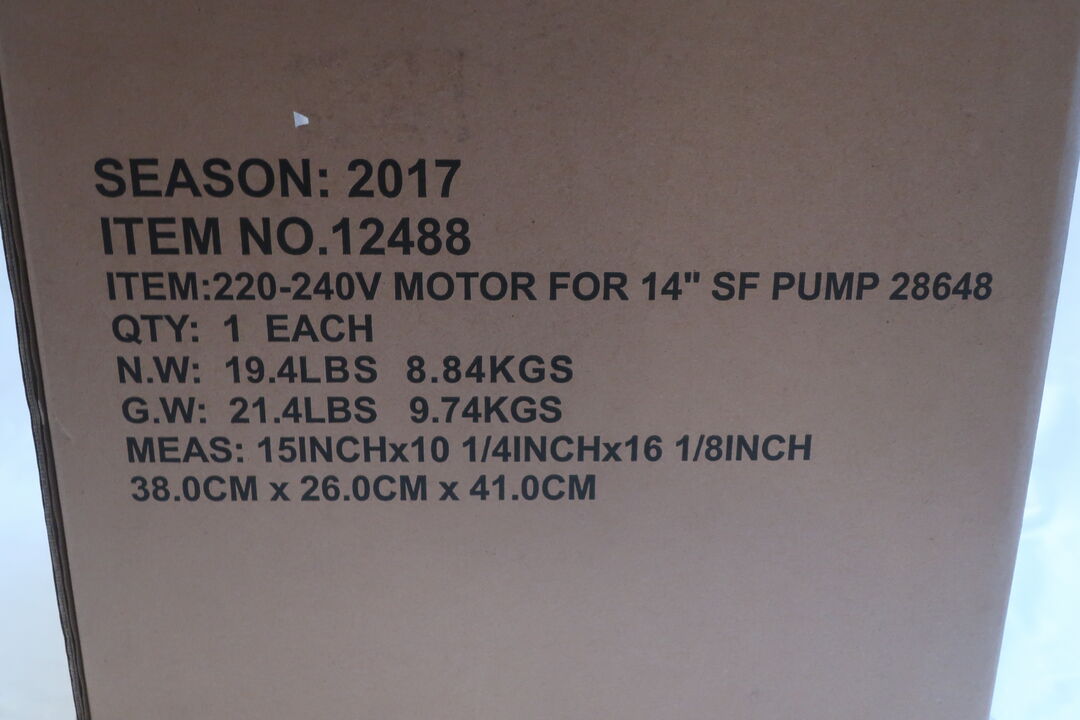 SEASON: 2017
ITEM NO.12488
ITEM:220-240V MOTOR FOR 14" SF PUMP 28648
QTY: 1 EACH
N.W: 19.4LBS 8.84KGS
G.W: 21.4LBS 9.74KGS
MEAS: 15INCHx10 1/4INCHx16 1/8INCH
38.0CM x 26.0CM x 41.0CM